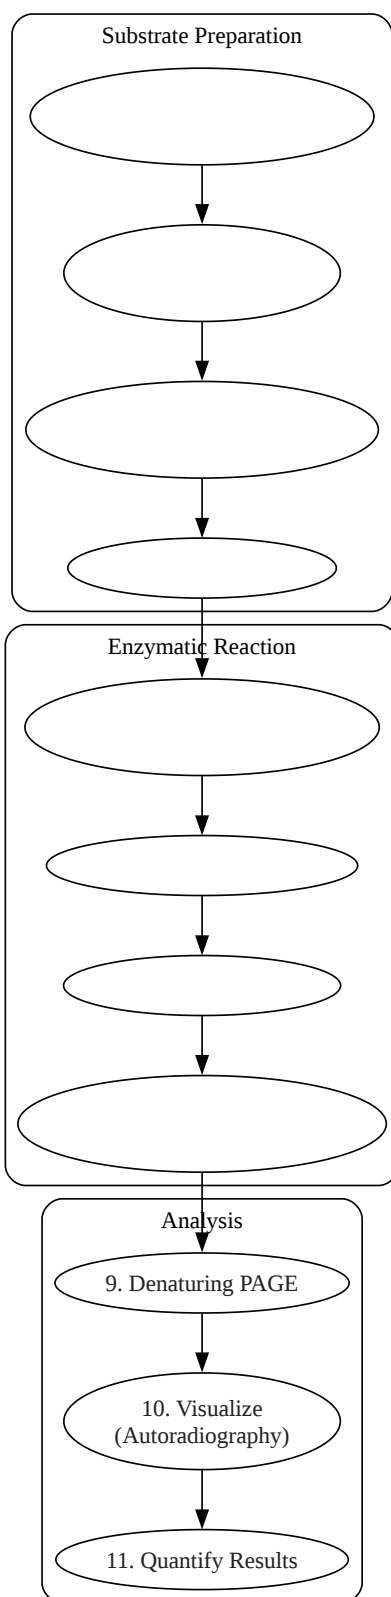 Substrate Preparation
Enzymatic Reaction
Analysis
9. Denaturing PAGE
10. Visualize
(Autoradiography)
11. Quantify Results